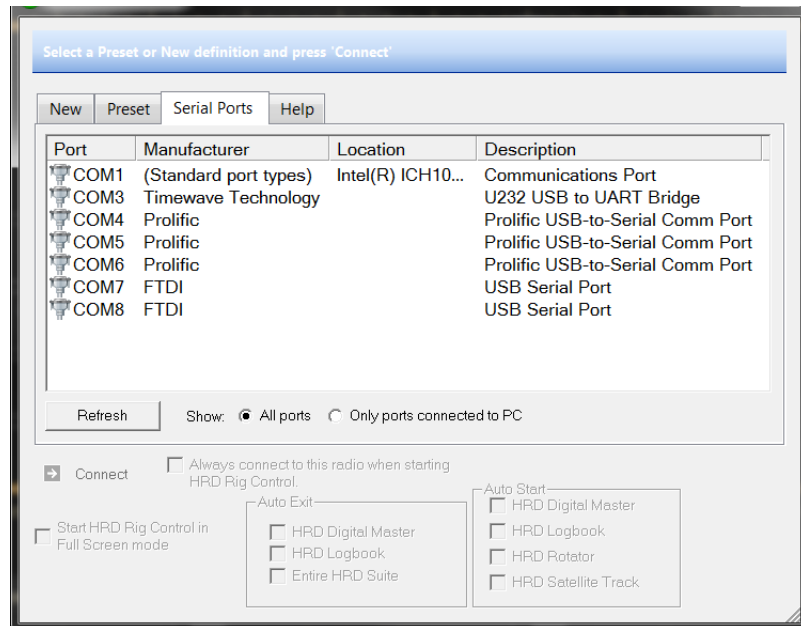 Select a Preset or New definition and press 'Connect'
New Preset Serial Ports Help
Port Manufacturer Location Description
COM1 (Standard port types) Intel(R) ICH10... Communications Port
COM3 Timewave Technology U232 USB to UART Bridge
COM4 Prolific Prolific USB-to-Serial Comm Port
COM5 Prolific Prolific USB-to-Serial Comm Port
COM6 Prolific Prolific USB-to-Serial Comm Port
COM7 FTDI USB Serial Port
COM8 FTDI USB Serial Port
Refresh Show: All ports Only ports connected to PC
Connect
Always connect to this radio when starting
HRD Rig Control.
Start HRD Rig Control in
Full Screen mode
Auto Exit
HRD Digital Master
HRD Logbook
Entire HRD Suite
Auto Start
HRD Digital Master
HRD Logbook
HRD Rotator
HRD Satellite Track